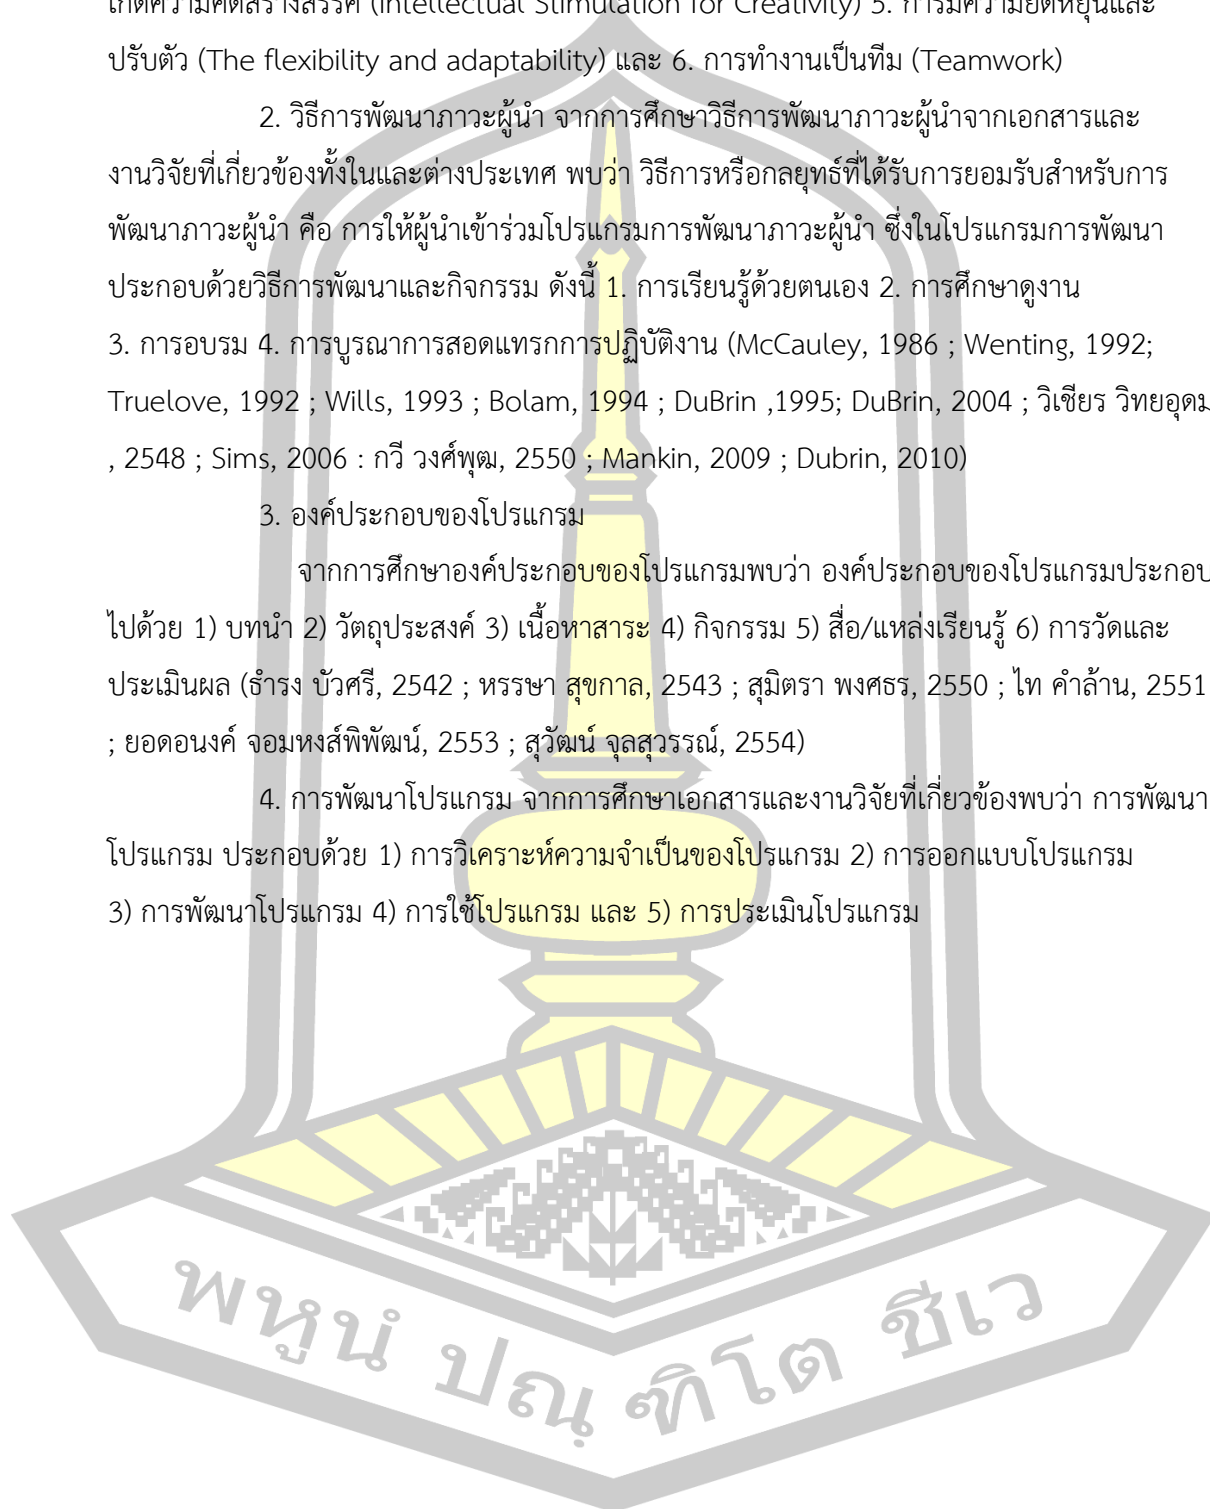 เกิดความคิดสร้างสรรค์ (Intellectual Stimulation for Creativity) 5. การมีความยืดหยุ่นและ
ปรับตัว (The flexibility and adaptability) และ 6. การทำงานเป็นทีม (Teamwork)
2. วิธีการพัฒนาภาวะผู้นำ จากการศึกษาวิธีการพัฒนาภาวะผู้นำจากเอกสารและ
งานวิจัยที่เกี่ยวข้องทั้งในและต่างประเทศ พบว่า วิธีการหรือกลยุทธ์ที่ได้รับการยอมรับสำหรับการ
พัฒนาภาวะผู้นำ คือ การให้ผู้นำเข้าร่วมโปรแกรมการพัฒนาภาวะผู้นำ ซึ่งในโปรแกรมการพัฒนา
ประกอบด้วยวิธีการพัฒนาและกิจกรรม ดังนี้ 1. การเรียนรู้ด้วยตนเอง 2. การศึกษาดูงาน
3. การอบรม 4. การบูรณาการสอดแทรกการปฏิบัติงาน (McCauley, 1986 ; Wenting, 1992;
Truelove, 1992 ; Wills, 1993 ; Bolam, 1994 ; DuBrin ,1995; DuBrin, 2004 ; วิเชียร วิทยอุดม
, 2548 ; Sims, 2006 : กวี วงศ์พุฒ, 2550 ; Mankin, 2009 ; Dubrin, 2010)
3. องค์ประกอบของโปรแกรม
จากการศึกษาองค์ประกอบของโปรแกรมพบว่า องค์ประกอบของโปรแกรมประกอบ
ไปด้วย 1) บทนำ 2) วัตถุประสงค์ 3) เนื้อหาสาระ 4) กิจกรรม 5) สื่อ/แหล่งเรียนรู้ 6) การวัดและ
ประเมินผล (ธำรง บัวศรี, 2542 ; หรรษา สุขกาล, 2543 ; สุมิตรา พงศธร, 2550 ; ไท คำล้าน, 2551
; ยอดอนงค์ จอมหงส์พิพัฒน์, 2553 ; สุวัฒน์ จุลสุวรรณ์, 2554)
4. การพัฒนาโปรแกรม จากการศึกษาเอกสารและงานวิจัยที่เกี่ยวข้องพบว่า การพัฒนา
โปรแกรม ประกอบด้วย 1) การวิเคราะห์ความจำเป็นของโปรแกรม 2) การออกแบบโปรแกรม
3) การพัฒนาโปรแกรม 4) การใช้โปรแกรม และ 5) การประเมินโปรแกรม
พหูนํ ปณฺฑิโต ชีเว